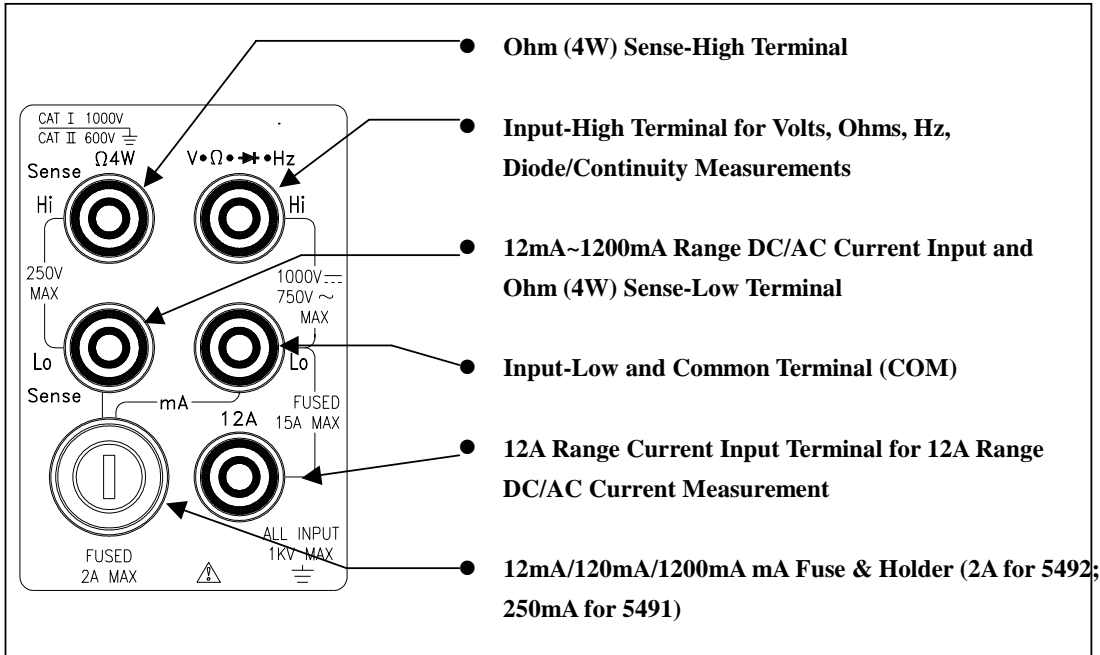 ● Ohm (4W) Sense-High Terminal
● Input-High Terminal for Volts, Ohms, Hz,
Diode/Continuity Measurements
● 12mA~1200mA Range DC/AC Current Input and
Ohm (4W) Sense-Low Terminal
● Input-Low and Common Terminal (COM)
● 12A Range Current Input Terminal for 12A Range
DC/AC Current Measurement
● 12mA/120mA/1200mA mA Fuse & Holder (2A for 5492;
250mA for 5491)
CAT I 1000V
CAT II 600V
Ω4W
V•Ω••Hz
Sense
Hi
Hi
250V
MAX
1000V
750V ~
MAX
Lo
Lo
Sense
mA
FUSED
15A MAX
12A
ALL INPUT
1KV MAX
FUSED
2A MAX